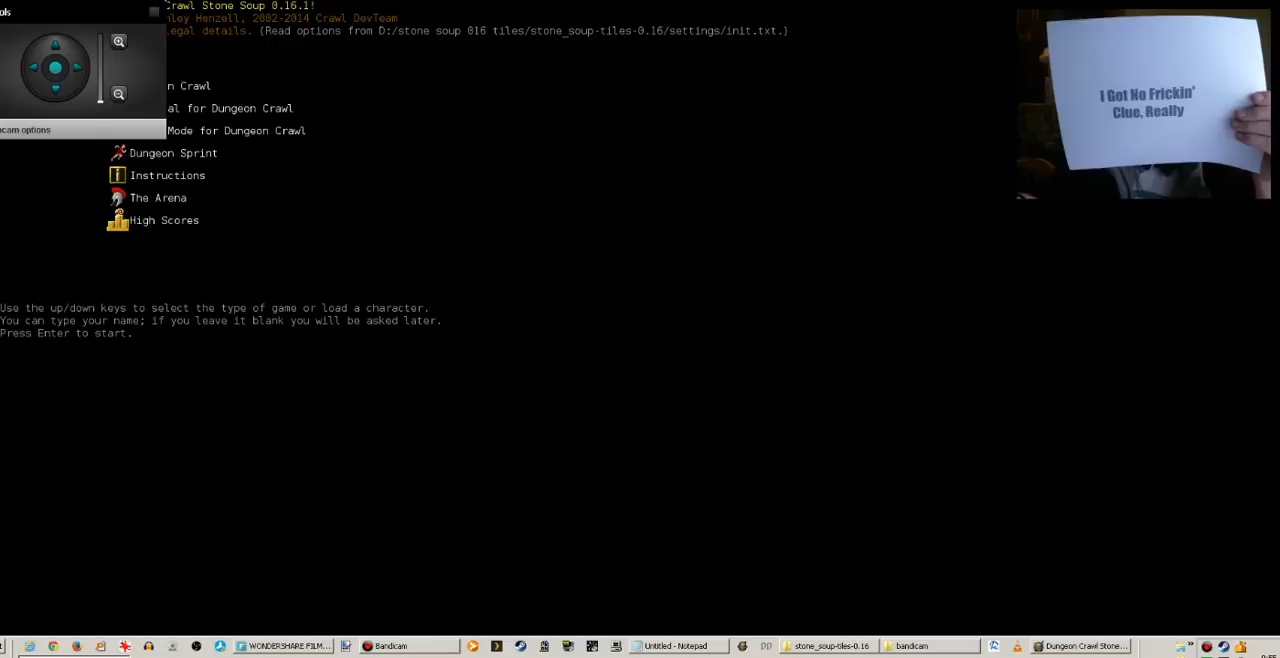 ols
Crawl Stone Soup 0.16.1!
nley Henzell, 2002-2014 Crawl DevTeam
egal details. (Read options from D:/stone soup 016 tiles/stone_soup-tiles-0.16/settings/init.txt.)
n Crawl
al for Dungeon Crawl
Mode for Dungeon Crawl
cam options
Dungeon Sprint
Instructions
The Arena
High Scores
I Got No Frickin'
Clue, Really
Use the up/down keys to select the type of game or load a character.
You can type your name; if you leave it blank you will be asked later.
Press Enter to start.
WONDERSHARE FILM... Bandicam Untitled - Notepad DD stone_soup-tiles-0.16 bandicam Dungeon Crawl Stone...